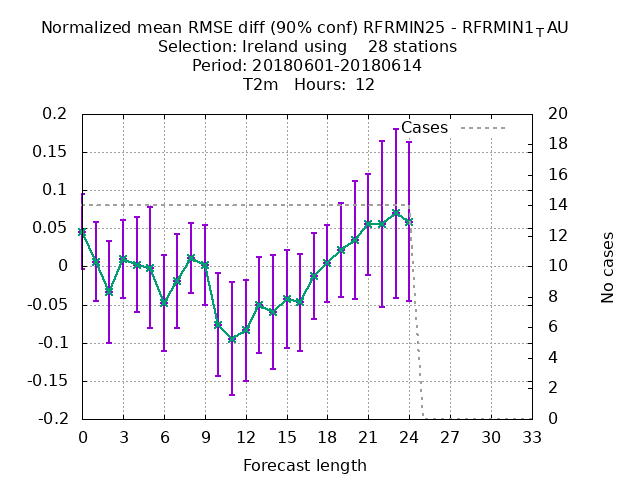 Normalized mean RMSE diff (90% conf) RFRMIN25 - RFRMIN1TAU
Selection: Ireland using 28 stations
Period: 20180601-20180614
T2m Hours: 12
Cases
0.2
0.15
0.1
0.05
0
-0.05
-0.1
-0.15
-0.2
20
18
16
14
12
10
8
6
4
2
0
No cases
0 3 6 9 12 15 18 21 24 27 30 33
Forecast length